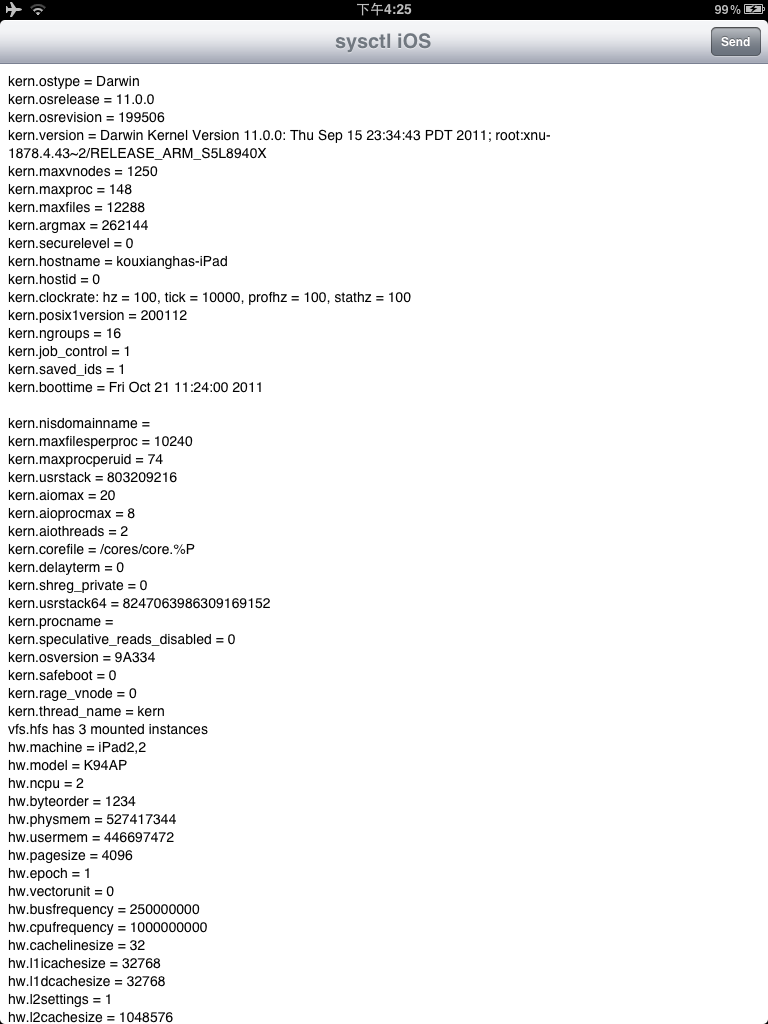 下午4:25
99%
sysctl iOS
Send
kern.ostype = Darwin
kern.osrelease = 11.0.0
kern.osrevision = 199506
kern.version = Darwin Kernel Version 11.0.0: Thu Sep 15 23:34:43 PDT 2011; root:xnu-
1878.4.43~2/RELEASE_ARM_S5L8940X
kern.maxvnodes = 1250
kern.maxproc = 148
kern.maxfiles = 12288
kern.argmax = 262144
kern.securelevel = 0
kern.hostname = kouxianghas-iPad
kern.hostid = 0
kern.clockrate: hz = 100, tick = 10000, profhz = 100, stathz = 100
kern.posix1version = 200112
kern.ngroups = 16
kern.job_control = 1
kern.saved_ids = 1
kern.boottime = Fri Oct 21 11:24:00 2011
kern.nisdomainname =
kern.maxfilesperproc = 10240
kern.maxprocperuid = 74
kern.usrstack = 803209216
kern.aiomax = 20
kern.aioprocmax = 8
kern.aiothreads = 2
kern.corefile = /cores/core.%P
kern.delayterm = 0
kern.shreg_private = 0
kern.usrstack64 = 8247063986309169152
kern.procname =
kern.speculative_reads_disabled = 0
kern.osversion = 9A334
kern.safeboot = 0
kern.rage_vnode = 0
kern.thread_name = kern
vfs.hfs has 3 mounted instances
hw.machine = iPad2,2
hw.model = K94AP
hw.ncpu = 2
hw.byteorder = 1234
hw.physmem = 527417344
hw.usermem = 446697472
hw.pagesize = 4096
hw.epoch = 1
hw.vectorunit = 0
hw.busfrequency = 250000000
hw.cpufrequency = 1000000000
hw.cachelinesize = 32
hw.l1icachesize = 32768
hw.l1dcachesize = 32768
hw.l2settings = 1
hw.l2cachesize = 1048576